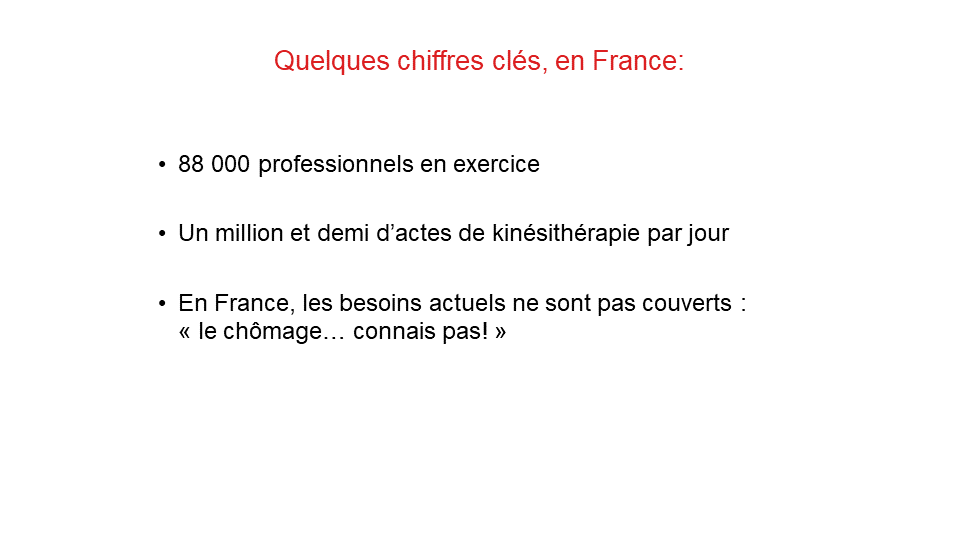 Quelques chiffres clés, en France:
• 88 000 professionnels en exercice
• Un million et demi d’actes de kinésithérapie par jour
• En France, les besoins actuels ne sont pas couverts :
« le chômage… connais pas! »